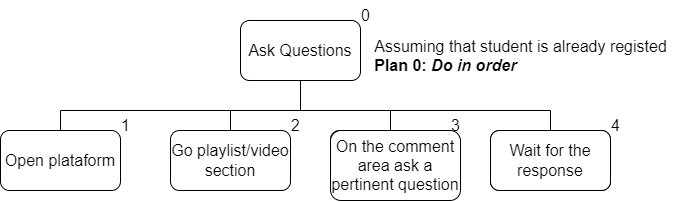 0
Ask Questions
Assuming that student is already registed
Plan 0: Do in order
1
2
3
4
Open plataform
Go playlist/video
section
On the comment
area ask a
pertinent question
Wait for the
response